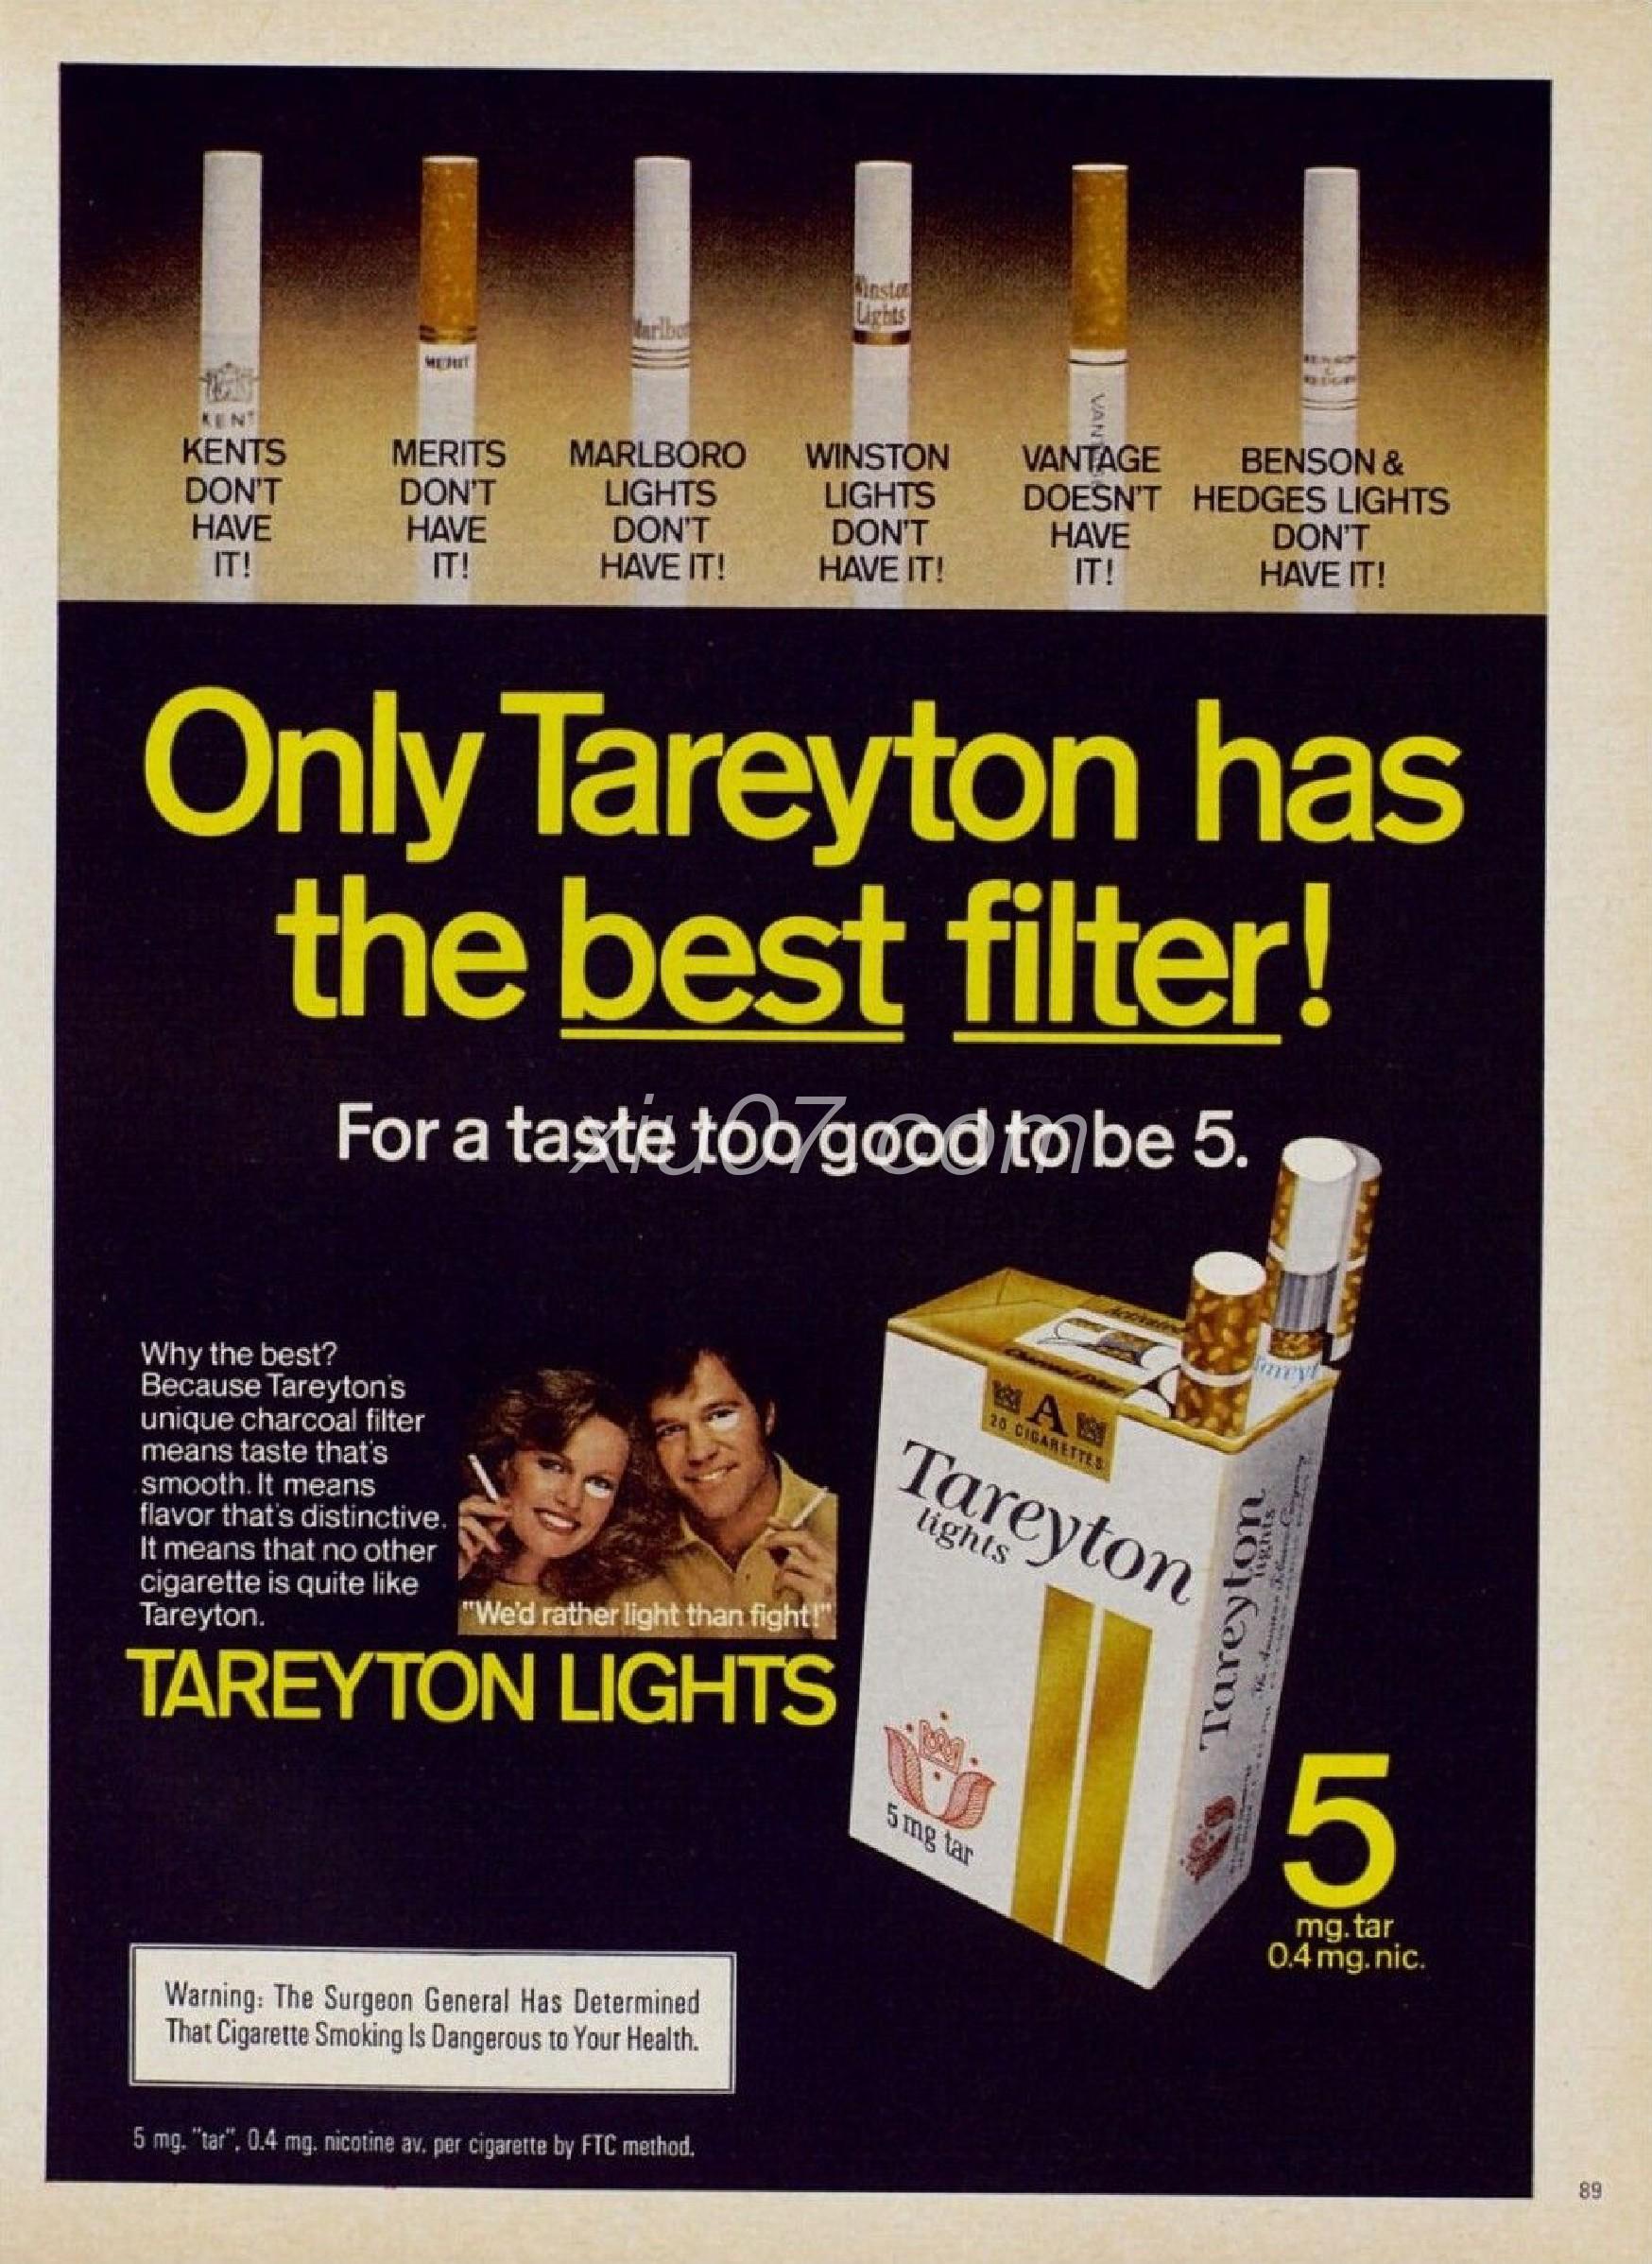 KENT
MERIT
Marlboro
Winston
Lights
VANTAGE
BENSON
&
HEDGES
KENTS
DON'T
HAVE
IT!
MERITS
DON'T
HAVE
IT!
MARLBORO
LIGHTS
DON'T
HAVE IT!
WINSTON
LIGHTS
DON'T
HAVE IT!
VANTAGE
DOESN'T
HAVE
IT!
BENSON &
HEDGES LIGHTS
DON'T
HAVE IT!
Only Tareyton has
the best filter!
For a taste too good to be 5.
xiu07.com
Why the best?
Because Tareyton's
unique charcoal filter
means taste that's
smooth. It means
flavor that's distinctive.
It means that no other
cigarette is quite like
Tareyton.
"We'd rather light than fight!"
TAREYTON LIGHTS
A
20 CIGARETTES
Tareyton
lights
5 mg tar
Tareyton
lights
5
mg. tar
0.4 mg. nic.
Warning: The Surgeon General Has Determined
That Cigarette Smoking Is Dangerous to Your Health.
5 mg. "tar", 0.4 mg. nicotine av. per cigarette by FTC method.
89